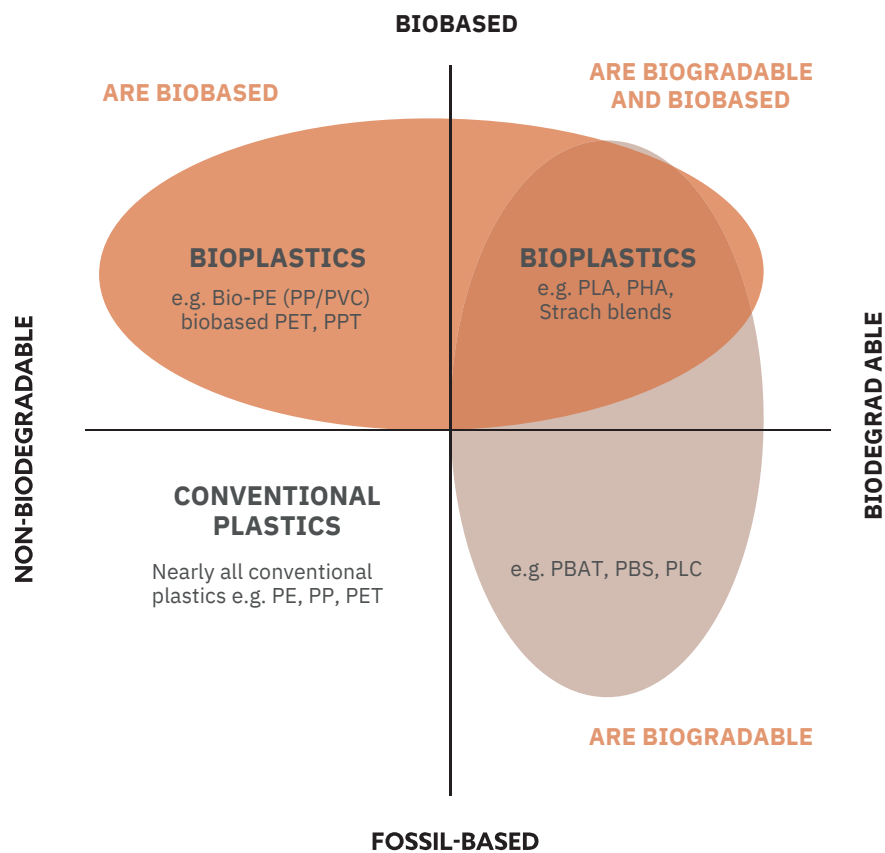 BIOBASED
ARE BIOBASED
ARE BIOGRADABLE
AND BIOBASED
BIOPLASTICS
e.g. Bio-PE (PP/PVC)
biobased PET, PPT
BIOPLASTICS
e.g. PLA, PHA,
Strach blends
NON-BIODEGRADABLE
BIODEGRAD ABLE
CONVENTIONAL
PLASTICS
Nearly all conventional
plastics e.g. PE, PP, PET
e.g. PBAT, PBS, PLC
ARE BIOGRADABLE
FOSSIL-BASED